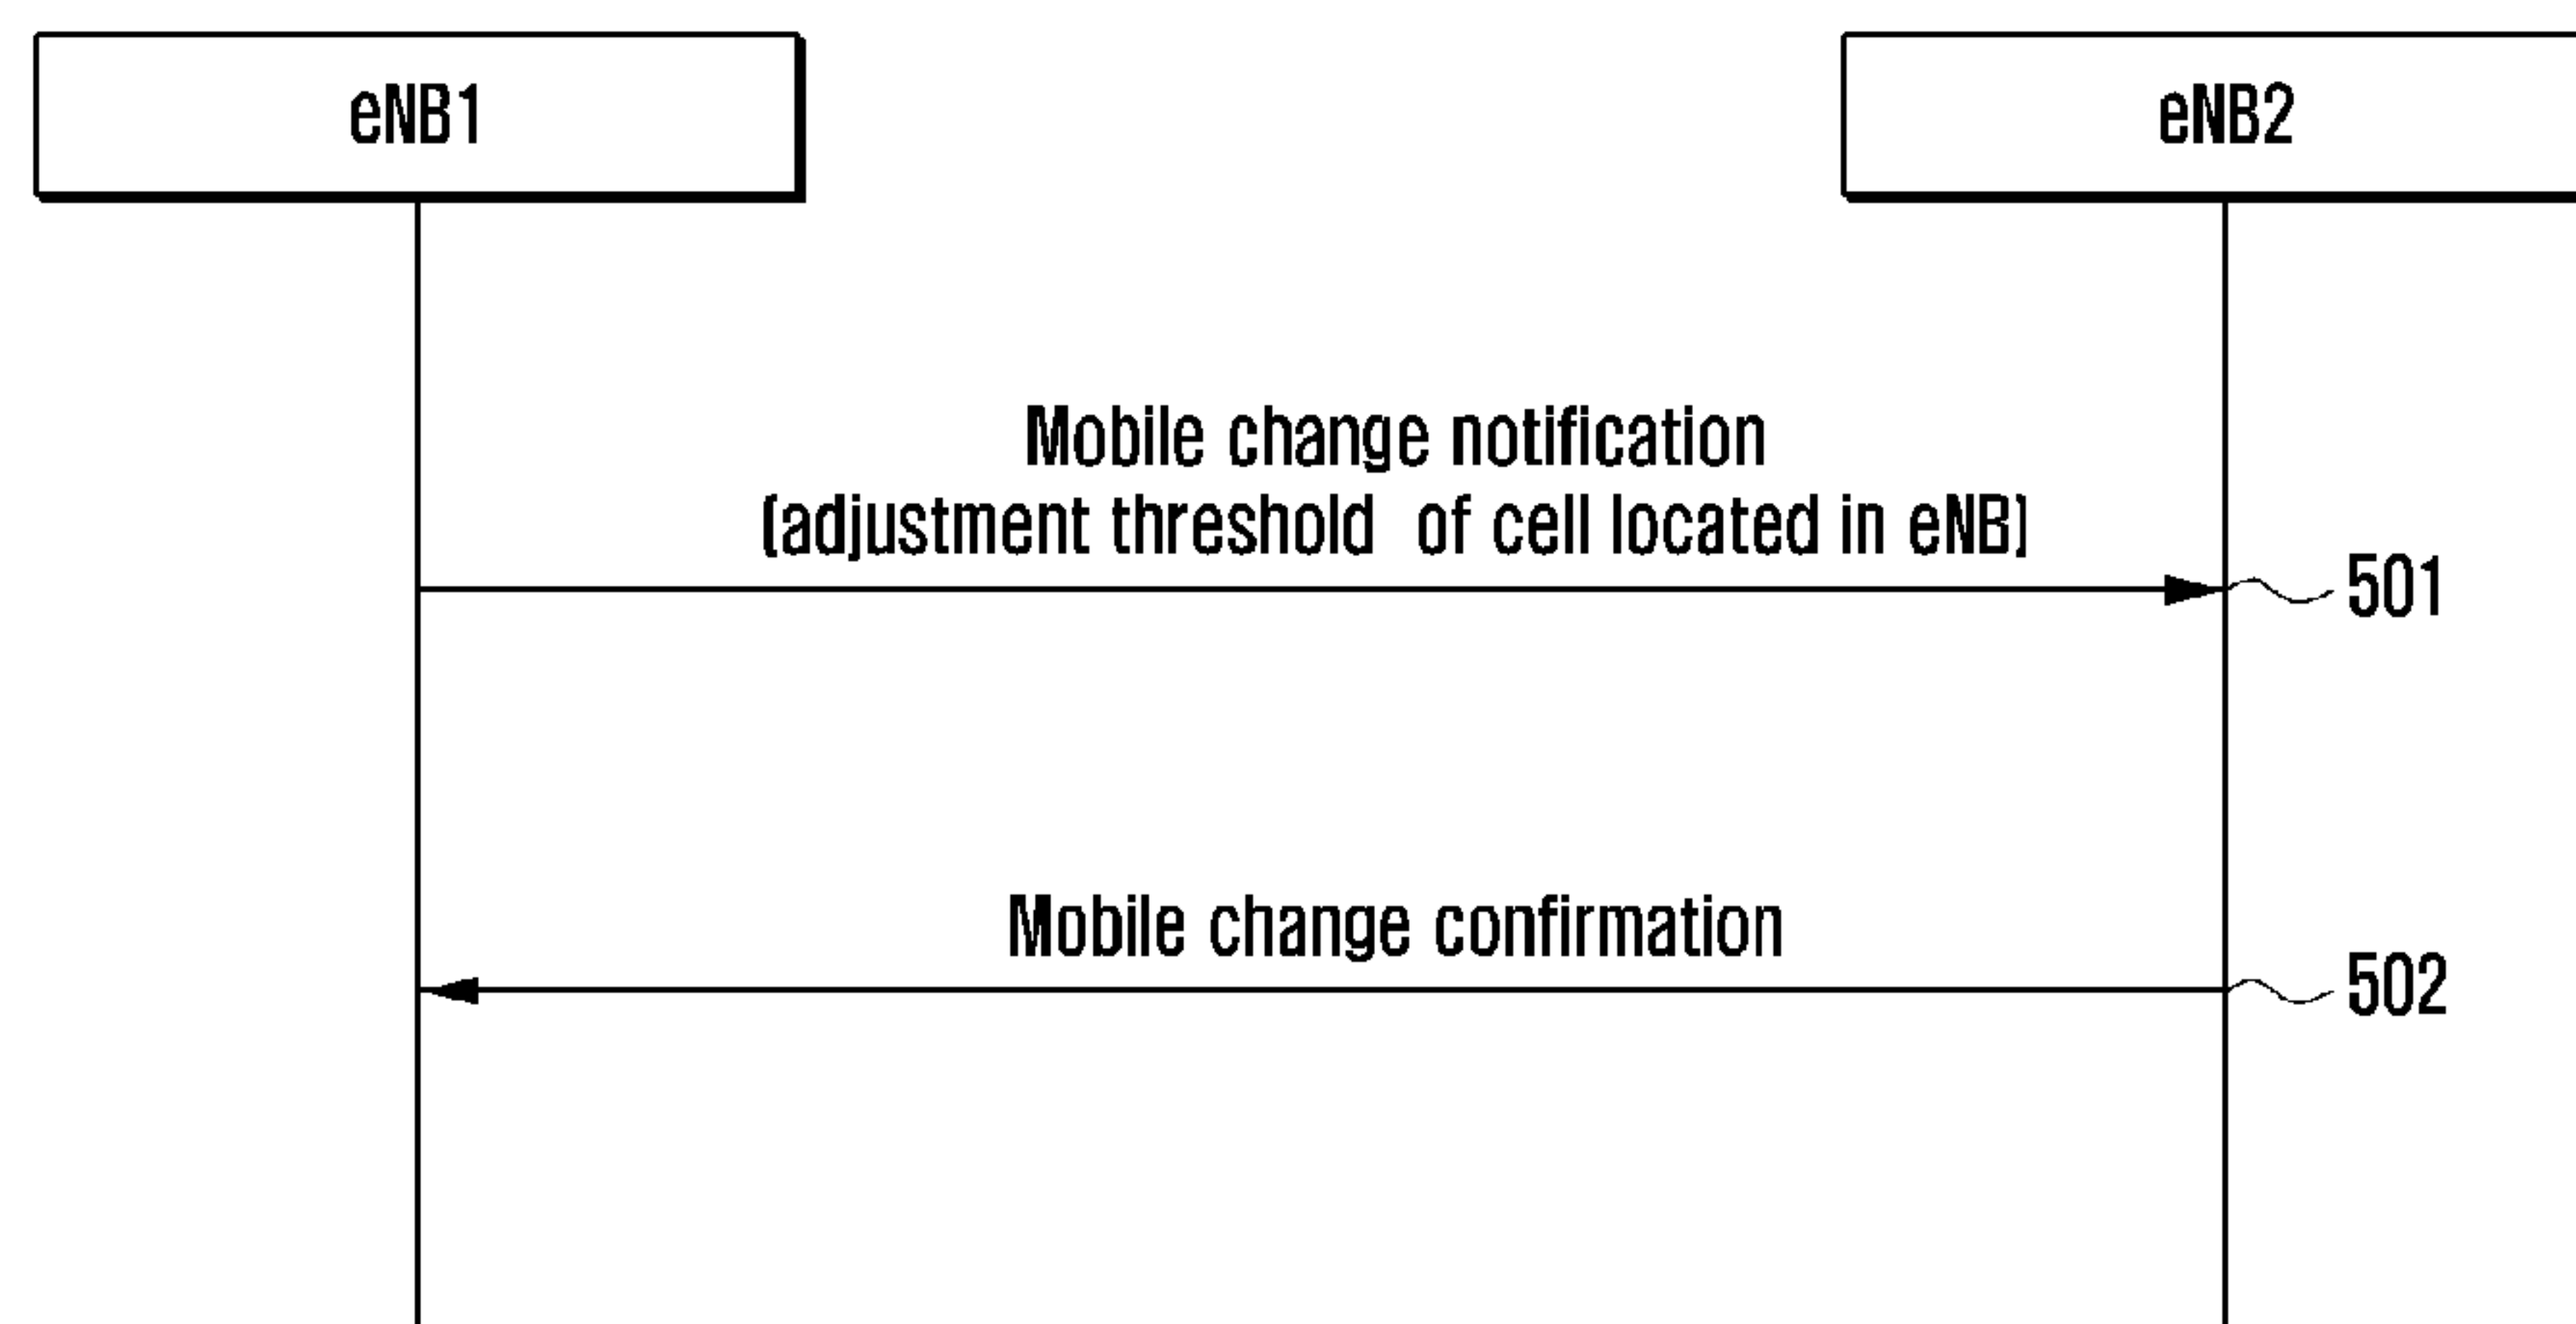 eNB1
eNB2
Mobile change notification
(adjustment threshold of cell located in eNB)
501
Mobile change confirmation
502